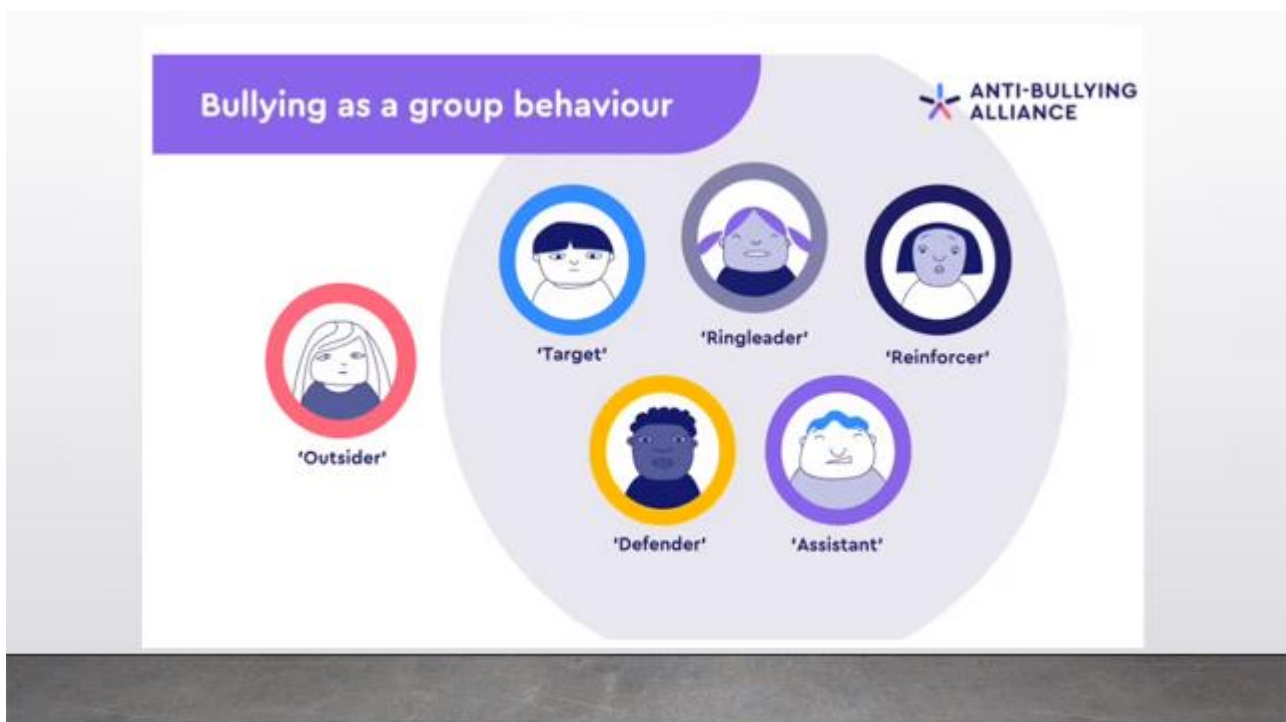 Bullying as a group behaviour
ANTI-BULLYING
ALLIANCE
'Target'
'Ringleader'
'Reinforcer'
'Outsider'
'Defender'
'Assistant'